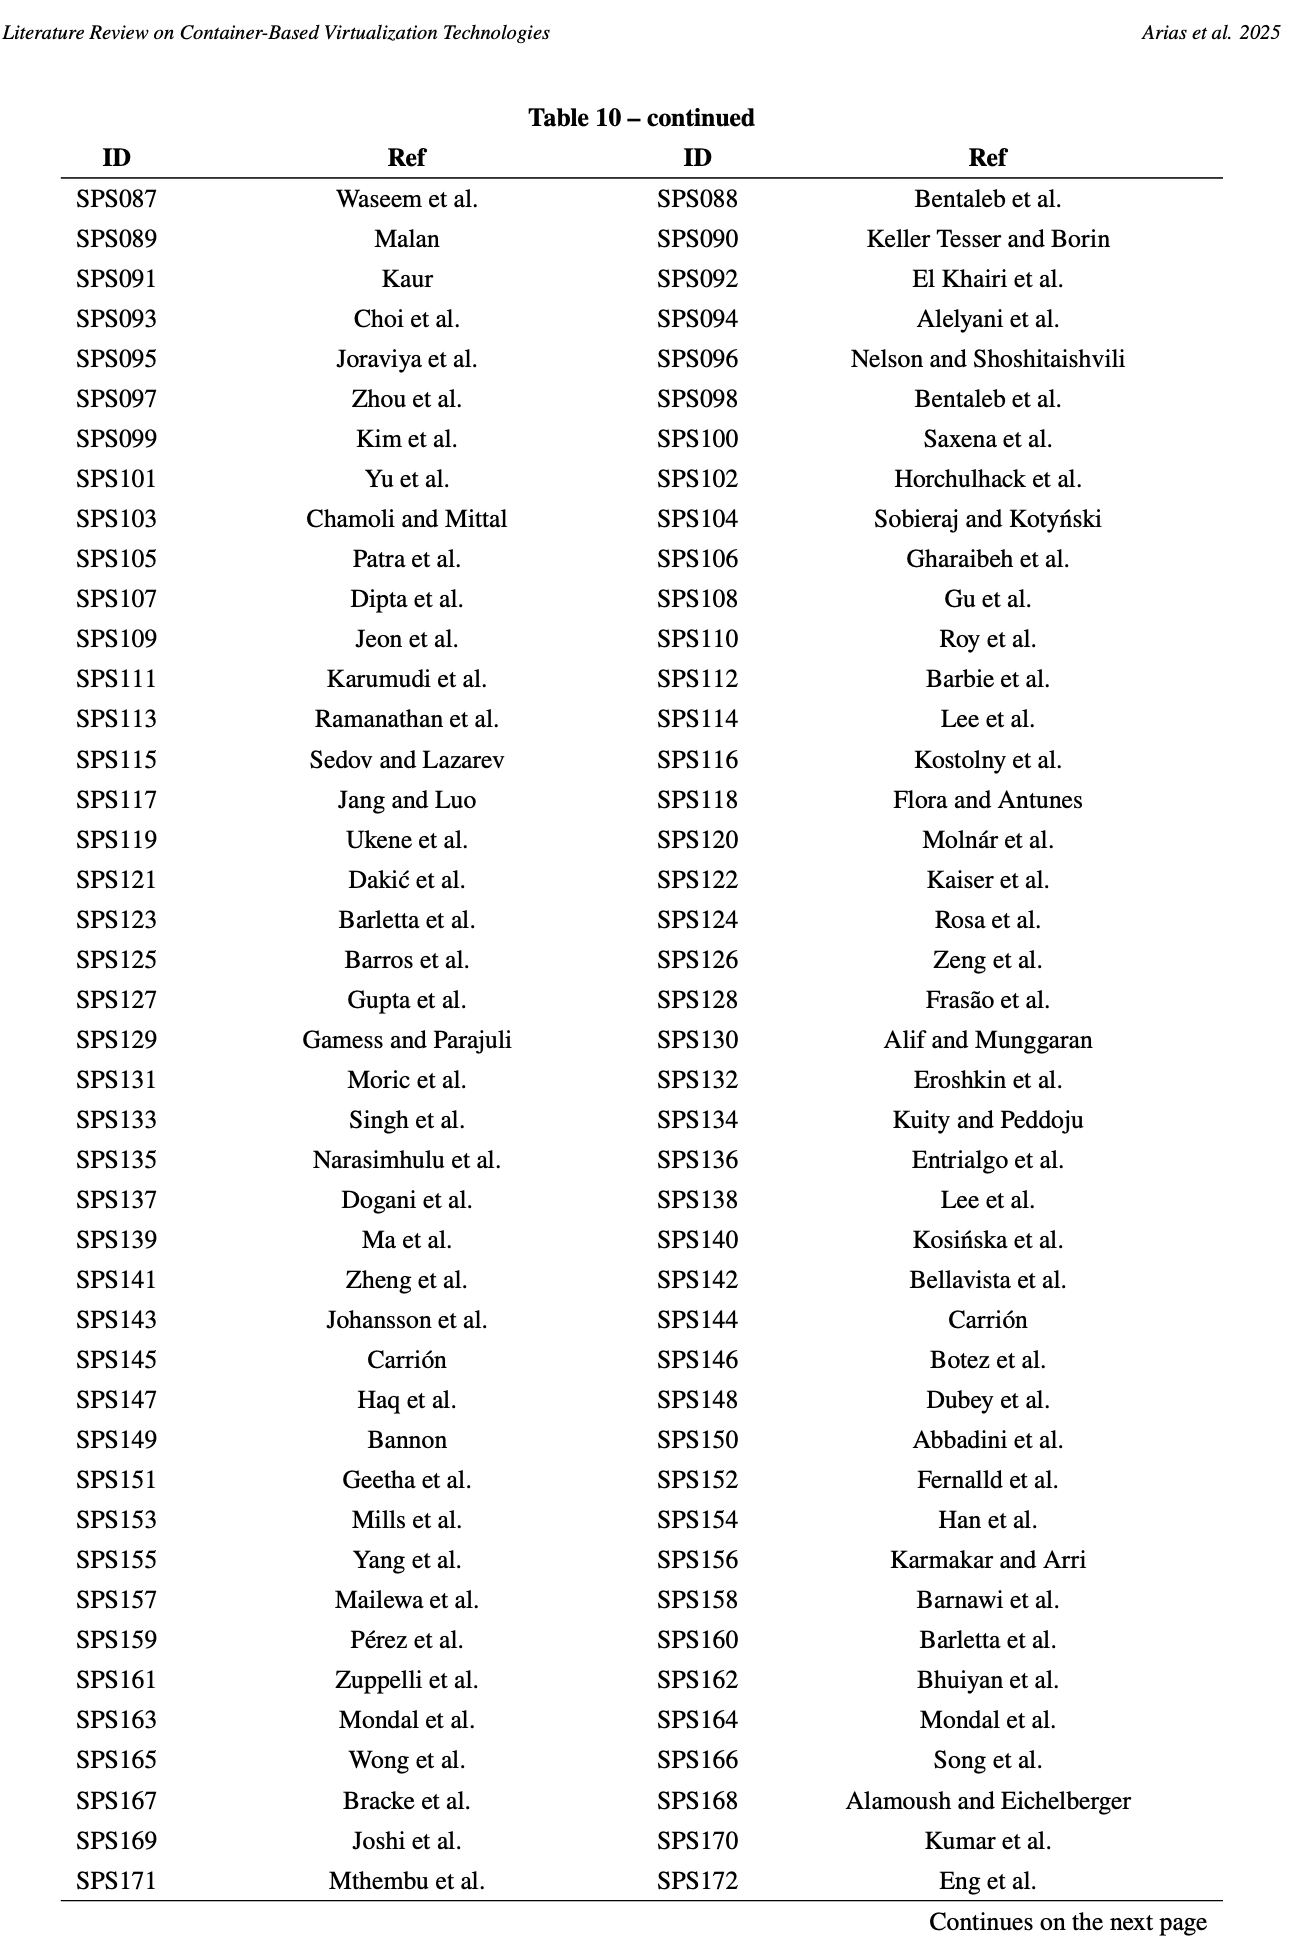 Literature Review on Container-Based Virtualization Technologies Arias et al. 2025
Table 10 – continued
ID Ref ID Ref
SPS087 Waseem et al. SPS088 Bentaleb et al.
SPS089 Malan SPS090 Keller Tesser and Borin
SPS091 Kaur SPS092 El Khairi et al.
SPS093 Choi et al. SPS094 Alelyani et al.
SPS095 Joraviya et al. SPS096 Nelson and Shoshitaishvili
SPS097 Zhou et al. SPS098 Bentaleb et al.
SPS099 Kim et al. SPS100 Saxena et al.
SPS101 Yu et al. SPS102 Horchulhack et al.
SPS103 Chamoli and Mittal SPS104 Sobieraj and Kotyński
SPS105 Patra et al. SPS106 Gharaibeh et al.
SPS107 Dipta et al. SPS108 Gu et al.
SPS109 Jeon et al. SPS110 Roy et al.
SPS111 Karumudi et al. SPS112 Barbie et al.
SPS113 Ramanathan et al. SPS114 Lee et al.
SPS115 Sedov and Lazarev SPS116 Kostolny et al.
SPS117 Jang and Luo SPS118 Flora and Antunes
SPS119 Ukene et al. SPS120 Molnár et al.
SPS121 Dakić et al. SPS122 Kaiser et al.
SPS123 Barletta et al. SPS124 Rosa et al.
SPS125 Barros et al. SPS126 Zeng et al.
SPS127 Gupta et al. SPS128 Frasão et al.
SPS129 Gamess and Parajuli SPS130 Alif and Munggaran
SPS131 Moric et al. SPS132 Eroshkin et al.
SPS133 Singh et al. SPS134 Kuity and Peddoju
SPS135 Narasimhulu et al. SPS136 Entrialgo et al.
SPS137 Dogani et al. SPS138 Lee et al.
SPS139 Ma et al. SPS140 Kosińska et al.
SPS141 Zheng et al. SPS142 Bellavista et al.
SPS143 Johansson et al. SPS144 Carrión
SPS145 Carrión SPS146 Botez et al.
SPS147 Haq et al. SPS148 Dubey et al.
SPS149 Bannon SPS150 Abbadini et al.
SPS151 Geetha et al. SPS152 Fernalld et al.
SPS153 Mills et al. SPS154 Han et al.
SPS155 Yang et al. SPS156 Karmakar and Arri
SPS157 Mailewa et al. SPS158 Barnawi et al.
SPS159 Pérez et al. SPS160 Barletta et al.
SPS161 Zuppelli et al. SPS162 Bhuiyan et al.
SPS163 Mondal et al. SPS164 Mondal et al.
SPS165 Wong et al. SPS166 Song et al.
SPS167 Bracke et al. SPS168 Alamoush and Eichelberger
SPS169 Joshi et al. SPS170 Kumar et al.
SPS171 Mthembu et al. SPS172 Eng et al.
Continues on the next page